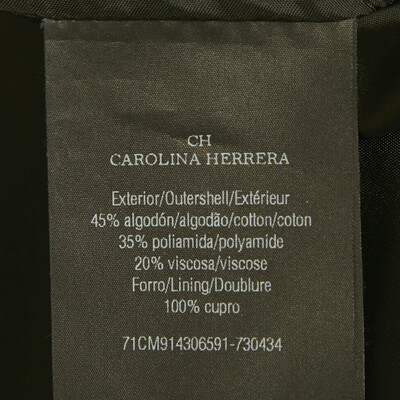 CH
CAROLINA HERRERA
Exterior/Outershell/Extérieur
45% algodón/algodão/cotton/coton
35% poliamida/polyamide
20% viscosa/viscose
Forro/Lining/Doublure
100% cupro
71CM914306591-730434